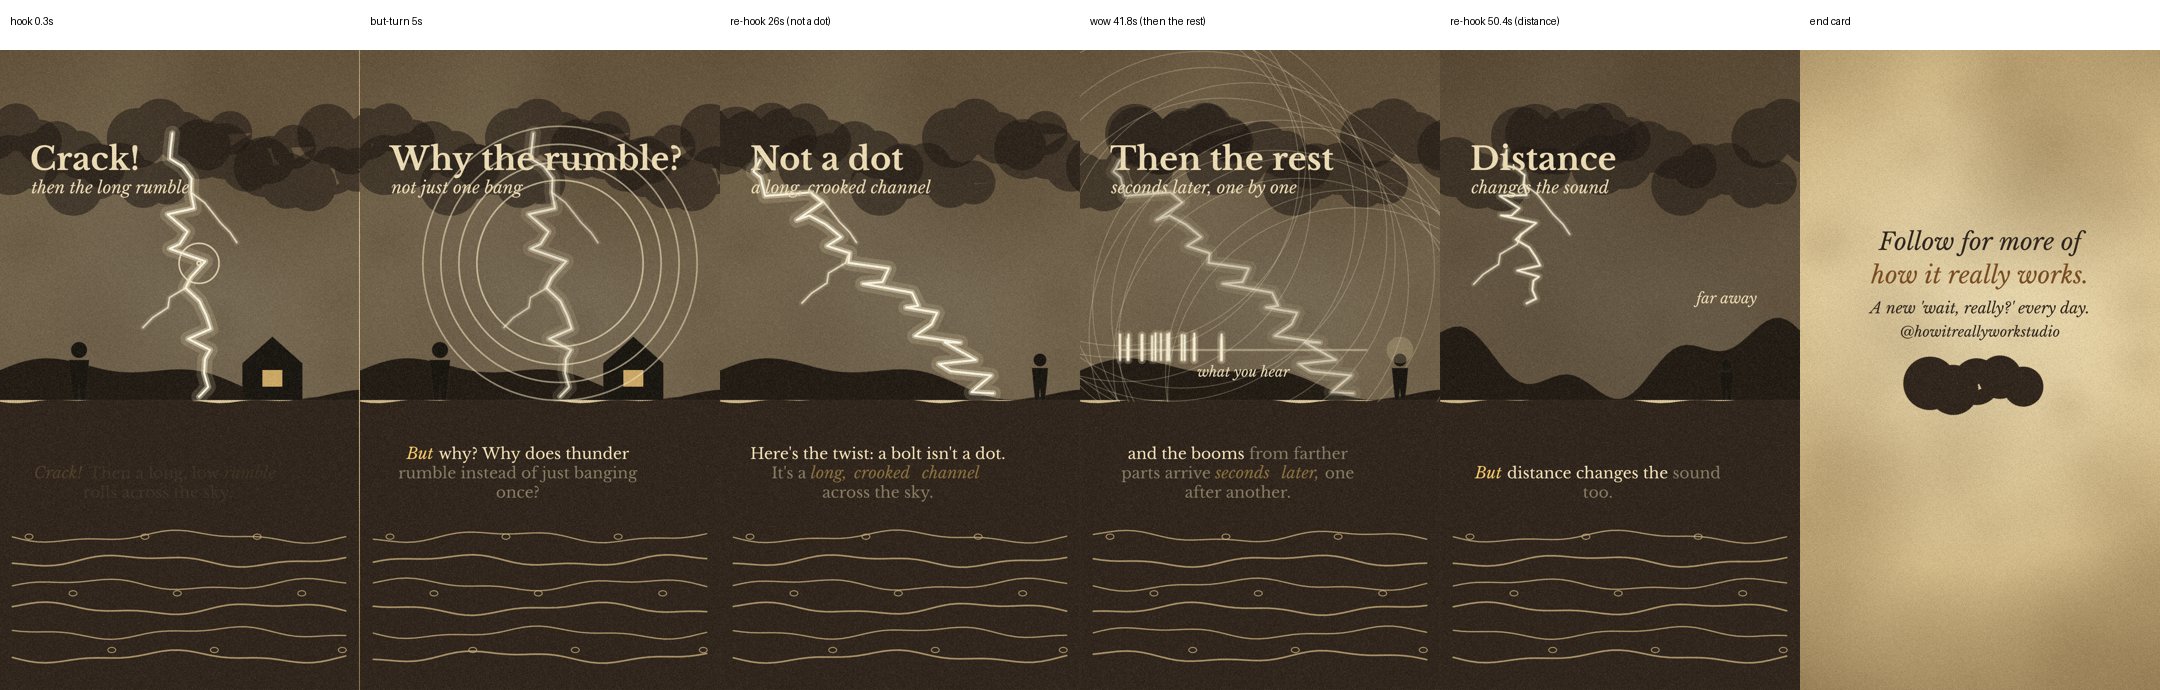 hook 0.3s
Crack!
then the long rumble
Crack! Then a long, low rumble
rolls across the sky.
but-turn 5s
Why the rumble?
not just one bang
But why? Why does thunder
rumble instead of just banging
once?
re-hook 26s (not a dot)
Not a dot
a long, crooked channel
Here's the twist: a bolt isn't a dot.
It's a long, crooked channel
across the sky.
wow 41.8s (then the rest)
Then the rest
seconds later, one by one
what you hear
and the booms from farther
parts arrive seconds later, one
after another.
re-hook 50.4s (distance)
Distance
changes the sound
far away
But distance changes the sound
too.
end card
Follow for more of
how it really works.
A new 'wait, really?' every day.
@howitreallyworkstudio